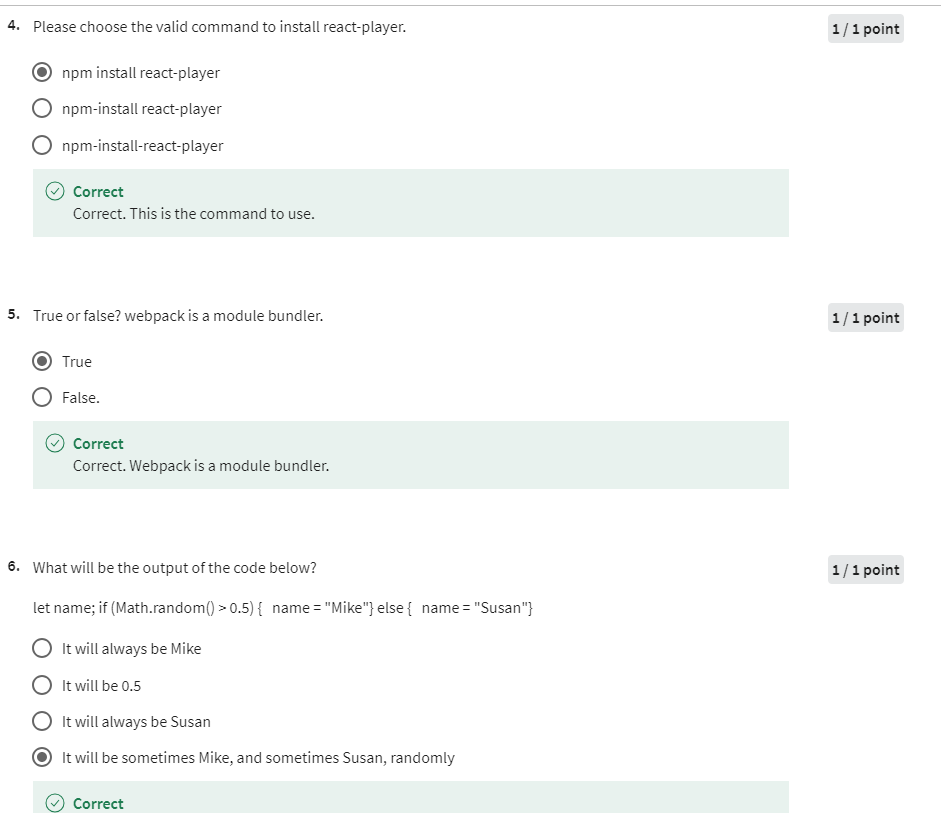 4. Please choose the valid command to install react-player.
1 / 1 point
npm install react-player
npm-install react-player
npm-install-react-player
Correct
Correct. This is the command to use.
5. True or false? webpack is a module bundler.
1 / 1 point
True
False.
Correct
Correct. Webpack is a module bundler.
6. What will be the output of the code below?
1 / 1 point
let name; if (Math.random() > 0.5) { name = "Mike"} else { name = "Susan"}
It will always be Mike
It will be 0.5
It will always be Susan
It will be sometimes Mike, and sometimes Susan, randomly
Correct